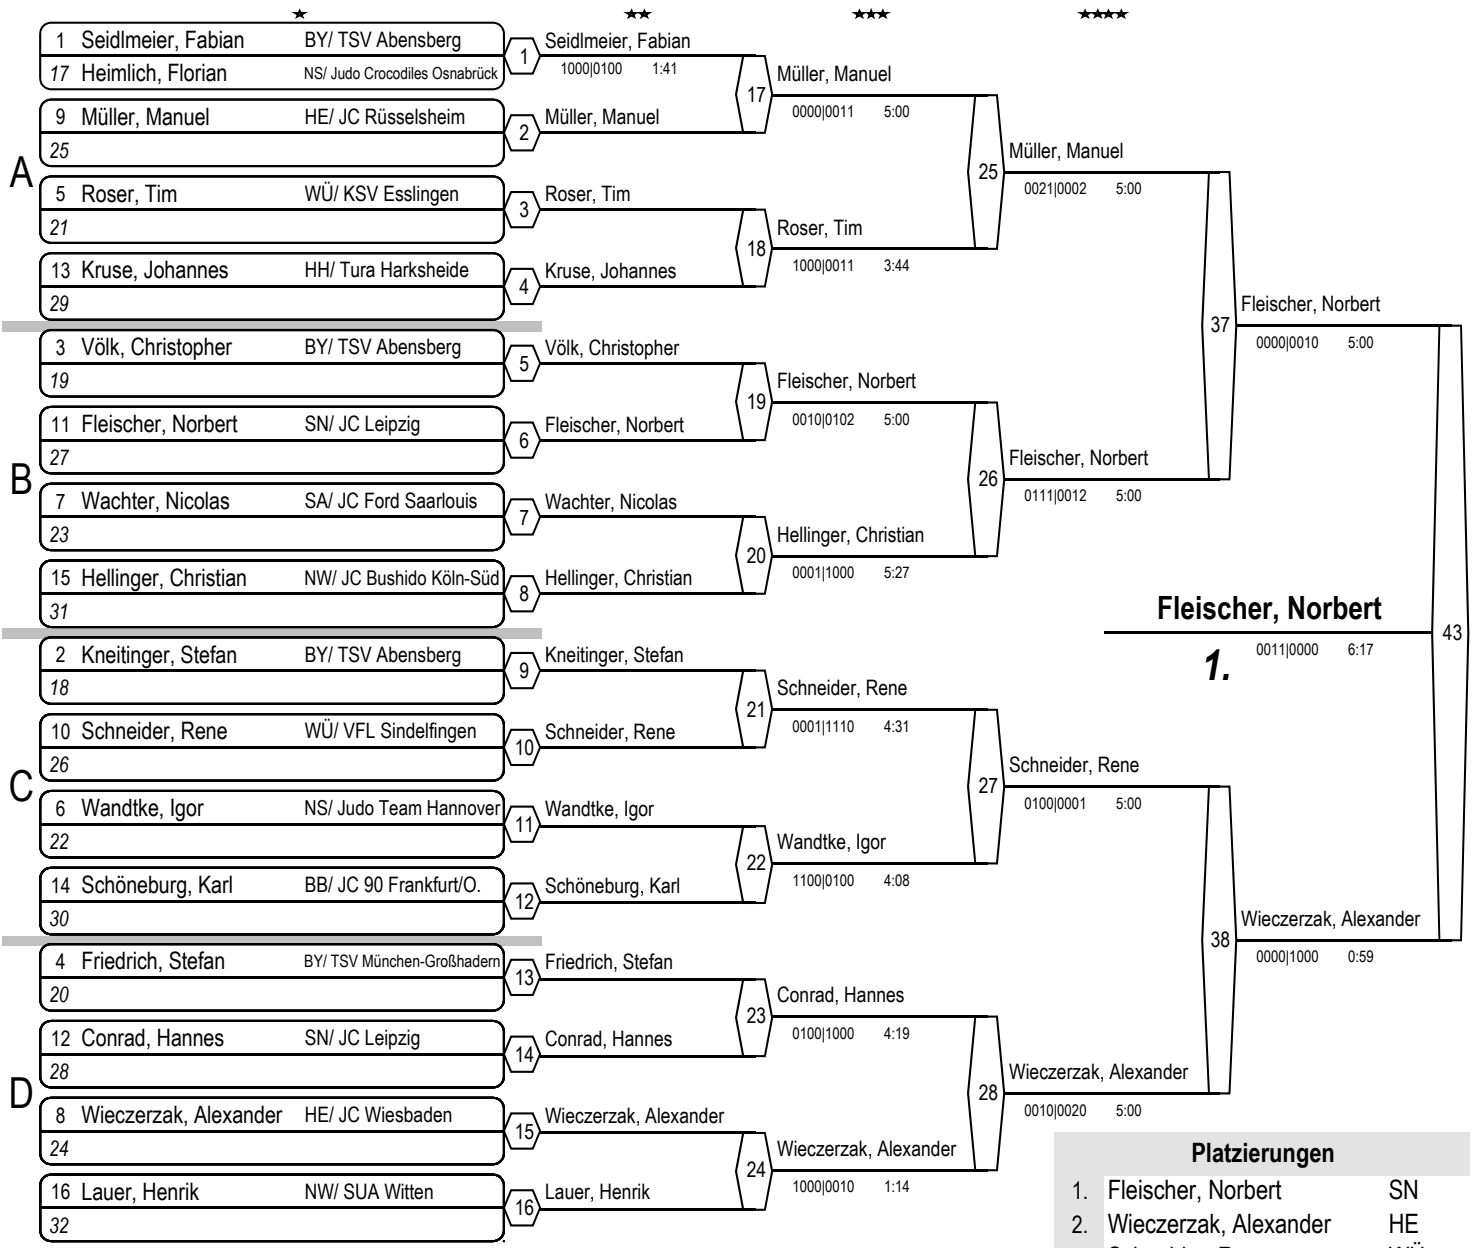 1 Seidlmeier, Fabian BY/ TSV Abensberg
17 Heimlich, Florian NS/ Judo Crocodiles Osnabrück
9 Müller, Manuel HE/ JC Rüsselsheim
25
A
5 Roser, Tim WÜ/ KSV Esslingen
21
13 Kruse, Johannes HH/ Tura Harksheide
29
3 Völk, Christopher BY/ TSV Abensberg
19
11 Fleischer, Norbert SN/ JC Leipzig
27
B
7 Wachter, Nicolas SA/ JC Ford Saarlouis
23
15 Hellinger, Christian NW/ JC Bushido Köln-Süd
31
2 Kneitinger, Stefan BY/ TSV Abensberg
18
10 Schneider, Rene WÜ/ VFL Sindelfingen
26
C
6 Wandtke, Igor NS/ Judo Team Hannover
22
14 Schöneburg, Karl BB/ JC 90 Frankfurt/O.
30
4 Friedrich, Stefan BY/ TSV München-Großhadern
20
12 Conrad, Hannes SN/ JC Leipzig
28
D
8 Wieczerzak, Alexander HE/ JC Wiesbaden
24
16 Lauer, Henrik NW/ SUA Witten
32
1 Seidlmeier, Fabian
1000|0100 1:41
2 Müller, Manuel
3 Roser, Tim
4 Kruse, Johannes
5 Völk, Christopher
6 Fleischer, Norbert
7 Wachter, Nicolas
8 Hellinger, Christian
9 Kneitinger, Stefan
10 Schneider, Rene
11 Wandtke, Igor
12 Schöneburg, Karl
13 Friedrich, Stefan
14 Conrad, Hannes
15 Wieczerzak, Alexander
16 Lauer, Henrik
17 Müller, Manuel
0000|0011 5:00
18 Roser, Tim
1000|0011 3:44
19 Fleischer, Norbert
0010|0102 5:00
20 Hellinger, Christian
0001|1000 5:27
21 Schneider, Rene
0001|1110 4:31
22 Wandtke, Igor
1100|0100 4:08
23 Conrad, Hannes
0100|1000 4:19
24 Wieczerzak, Alexander
1000|0010 1:14
25 Müller, Manuel
0021|0002 5:00
26 Fleischer, Norbert
0111|0012 5:00
27 Schneider, Rene
0100|0001 5:00
28 Wieczerzak, Alexander
0010|0020 5:00
37 Fleischer, Norbert
0000|0010 5:00
38 Wieczerzak, Alexander
0000|1000 0:59
Fleischer, Norbert
43
1. 0011|0000 6:17
Platzierungen
1. Fleischer, Norbert SN
2. Wieczerzak, Alexander HE